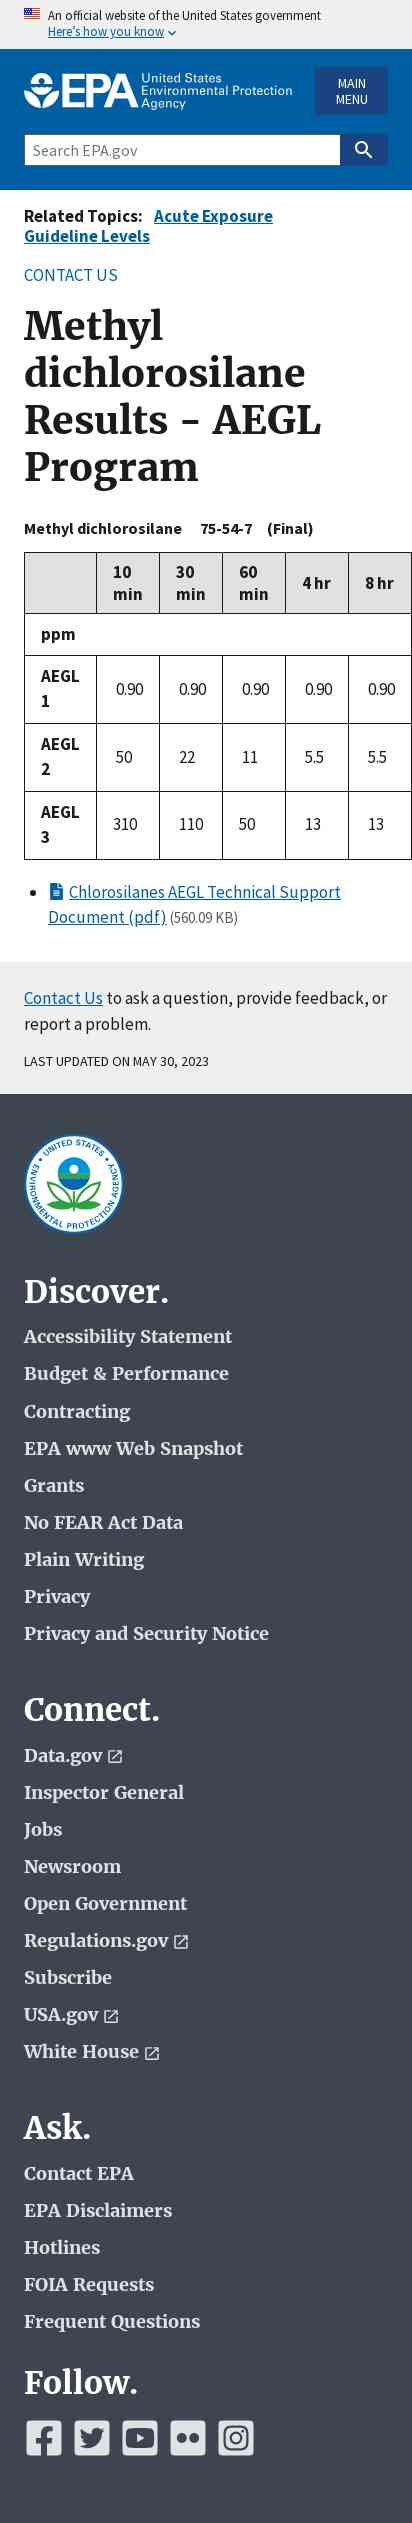 An official website of the United States government
Here's how you know
EPA United States
Environmental Protection
Agency
MAIN
MENU
Search EPA.gov
Related Topics: Acute Exposure
Guideline Levels
CONTACT US
Methyl
dichlorosilane
Results - AEGL
Program
Methyl dichlorosilane 75-54-7 (Final)
10 min 30 min 60 min 4 hr 8 hr
ppm
AEGL 1 0.90 0.90 0.90 0.90 0.90
AEGL 2 50 22 11 5.5 5.5
AEGL 3 310 110 50 13 13
Chlorosilanes AEGL Technical Support
Document (pdf) (560.09 KB)
Contact Us to ask a question, provide feedback, or
report a problem.
LAST UPDATED ON MAY 30, 2023
UNITED STATES ENVIRONMENTAL PROTECTION AGENCY
Discover.
Accessibility Statement
Budget & Performance
Contracting
EPA www Web Snapshot
Grants
No FEAR Act Data
Plain Writing
Privacy
Privacy and Security Notice
Connect.
Data.gov
Inspector General
Jobs
Newsroom
Open Government
Regulations.gov
Subscribe
USA.gov
White House
Ask.
Contact EPA
EPA Disclaimers
Hotlines
FOIA Requests
Frequent Questions
Follow.